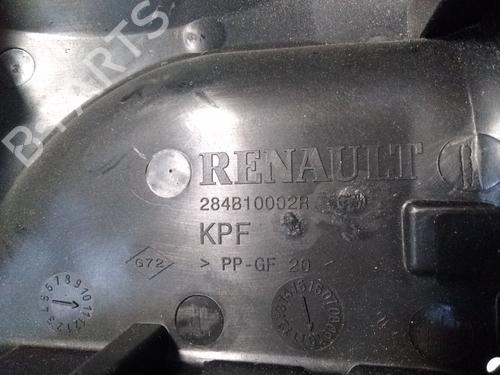 B-PARTS
RENAULT
284B10002R
KPF
G72
> PP-GF 20 <